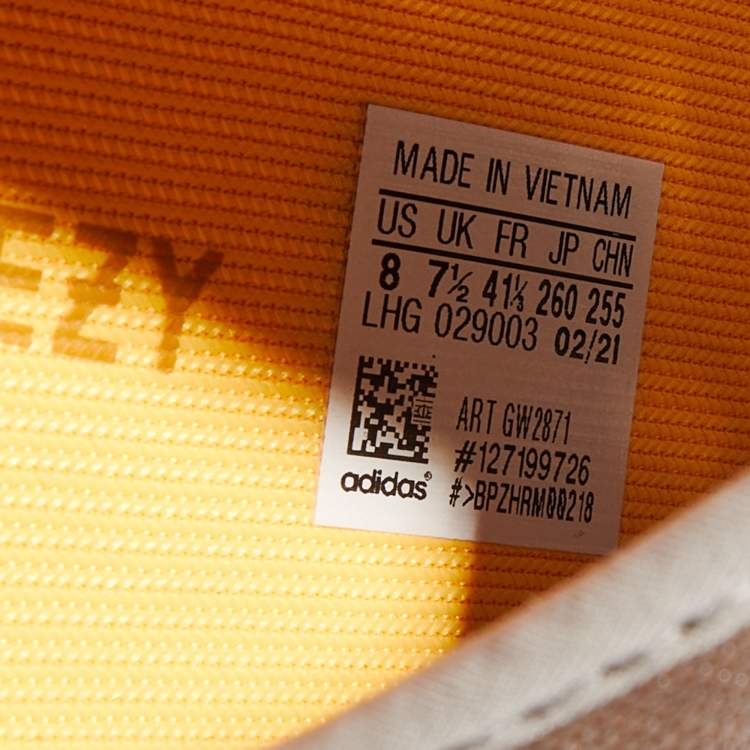 MADE IN VIETNAM
US UK FR JP CHN
8 7½ 41⅓ 260 255
LHG 029003 02/21
ART GW2871
#127199726
adidas®
#>BPZHRM00218
EZZY